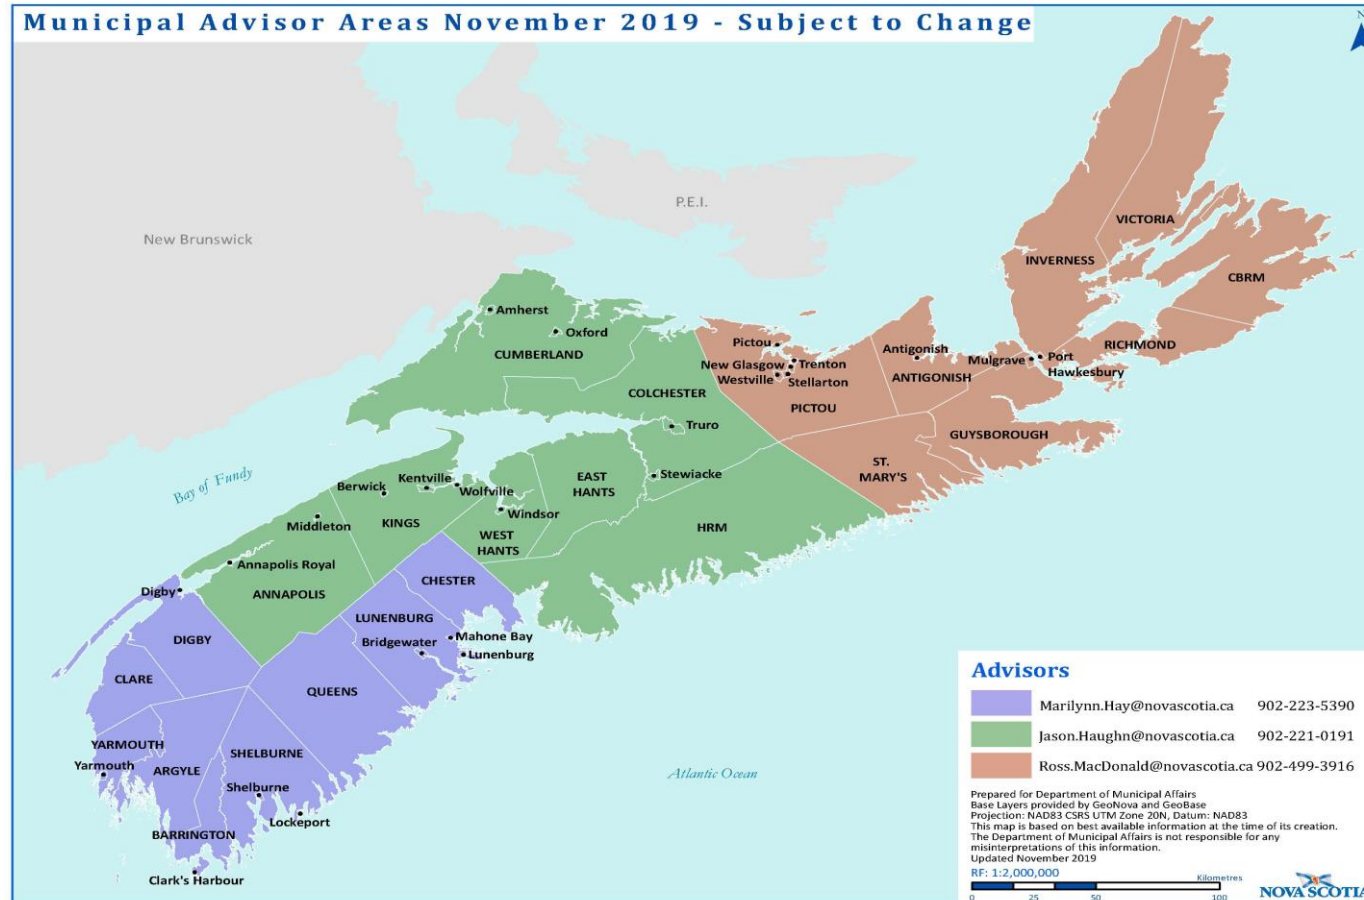 Municipal Advisor Areas November 2019 - Subject to Change
N
New Brunswick
P.E.I.
VICTORIA
INVERNESS
CBRM
RICHMOND
Port
Hawkesbury
Mulgrave
Antigonish
ANTIGONISH
GUYSBOROUGH
ST.
MARY'S
Pictou
New Glasgow
Trenton
Westville
Stellarton
PICTOU
Amherst
Oxford
CUMBERLAND
COLCHESTER
Truro
Stewiacke
EAST
HANTS
HRM
Bay of Fundy
Berwick
Kentville
Wolfville
Windsor
WEST
HANTS
Middleton
KINGS
Annapolis Royal
ANNAPOLIS
Digby
DIGBY
CLARE
CHESTER
LUNENBURG
Bridgewater
Mahone Bay
Lunenburg
QUEENS
YARMOUTH
Yarmouth
ARGYLE
SHELBURNE
Shelburne
Lockeport
BARRINGTON
Clark's Harbour
Atlantic Ocean
Advisors
Marilynn.Hay@novascotia.ca 902-223-5390
Jason.Haughn@novascotia.ca 902-221-0191
Ross.MacDonald@novascotia.ca 902-499-3916
Prepared for Department of Municipal Affairs
Base Layers provided by GeoNova and GeoBase
Projection: NAD83 CSRS UTM Zone 20N, Datum: NAD83
This map is based on best available information at the time of its creation.
The Department of Municipal Affairs is not responsible for any
misinterpretations of this information.
Updated November 2019
RF: 1:2,000,000
Kilometres
0 25 50 100
NOVA SCOTIA